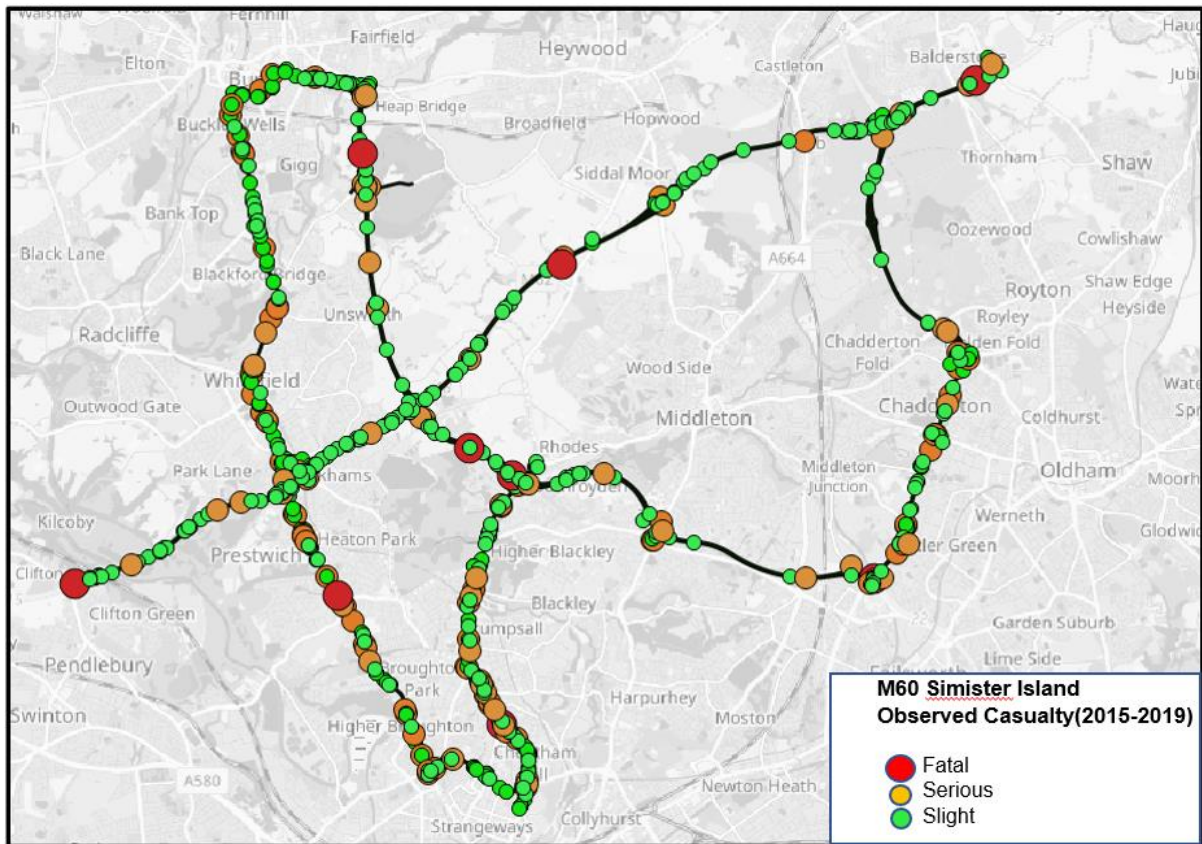 Fairfield
Elton
Heywood
Castleton
Balderstone
Heap Bridge
Broadfield
Hopwood
Gigg
Siddal Moor
Thornham
Shaw
Bank Top
Oozewood
Cowlishaw
Black Lane
Blackford Bridge
A664
Shaw Edge
Heyside
Royton
Royley
Radcliffe
Unsworth
Chadderton
Fold
Wood Side
Outwood Gate
Middleton
Chadderton
Coldhurst
Rhodes
Park Lane
Middleton
Junction
Oldham
Kilcoby
Werneth
Prestwich
Heaton Park
Higher Blackley
Clifton
Clifton Green
Blackley
Garden Suburb
Pendlebury
Lime Side
Broughton
Park
Harpurhey
Swinton
Higher Broughton
Moston
A580
Newton Heath
Strangeways
Collyhurst
M60 Simister Island
Observed Casualty(2015-2019)
Fatal
Serious
Slight